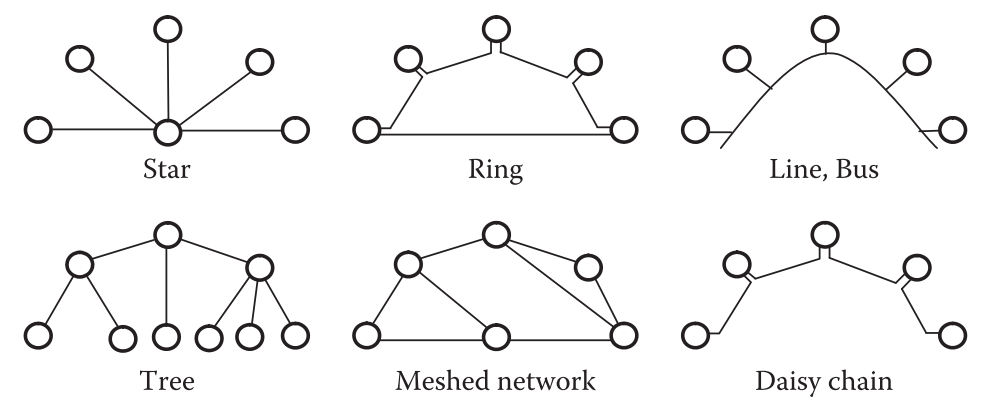 Star
Ring
Line, Bus
Tree
Meshed network
Daisy chain